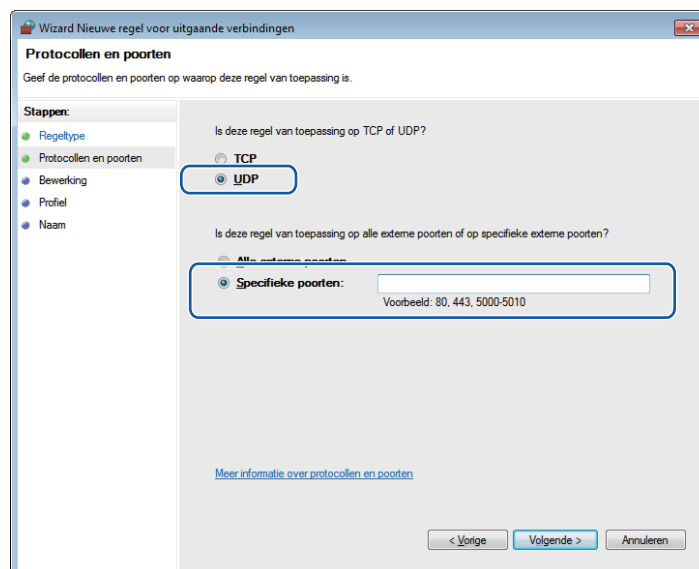 Wizard Nieuwe regel voor uitgaande verbindingen
Protocollen en poorten
Geef de protocollen en poorten op waarop deze regel van toepassing is.
Stappen:
Regeltype
Protocollen en poorten
Bewerking
Profiel
Naam
Is deze regel van toepassing op TCP of UDP?
TCP
UDP
Is deze regel van toepassing op alle externe poorten of op specifieke externe poorten?
Alle externe poorten
Specifieke poorten:
Voorbeeld: 80, 443, 5000-5010
Meer informatie over protocollen en poorten
< Vorige
Volgende >
Annuleren